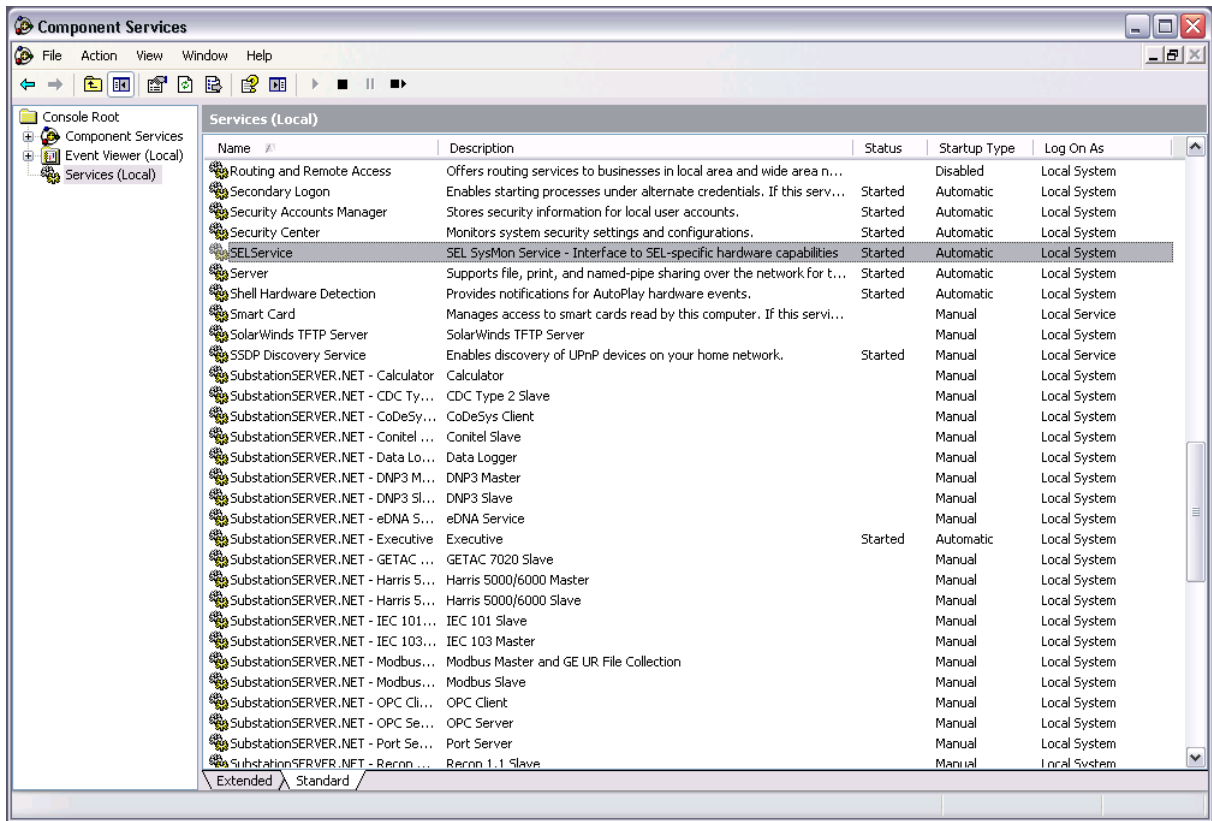 Component Services
File Action View Window Help
Console Root
Component Services
Event Viewer (Local)
Services (Local)
Services (Local)
Name Description Status Startup Type Log On As
Routing and Remote Access Offers routing services to businesses in local area and wide area n... Disabled Local System
Secondary Logon Enables starting processes under alternate credentials. If this serv... Started Automatic Local System
Security Accounts Manager Stores security information for local user accounts. Started Automatic Local System
Security Center Monitors system security settings and configurations. Started Automatic Local System
SELService SEL SysMon Service - Interface to SEL-specific hardware capabilities Started Automatic Local System
Server Supports file, print, and named-pipe sharing over the network for t... Started Automatic Local System
Shell Hardware Detection Provides notifications for AutoPlay hardware events. Started Automatic Local System
Smart Card Manages access to smart cards read by this computer. If this servi... Manual Local Service
SolarWinds TFTP Server SolarWinds TFTP Server Manual Local System
SSDP Discovery Service Enables discovery of UPnP devices on your home network. Started Manual Local Service
SubstationSERVER.NET - Calculator Calculator Manual Local System
SubstationSERVER.NET - CDC Ty... CDC Type 2 Slave Manual Local System
SubstationSERVER.NET - CoDeSy... CoDeSys Client Manual Local System
SubstationSERVER.NET - Conitel ... Conitel Slave Manual Local System
SubstationSERVER.NET - Data Lo... Data Logger Manual Local System
SubstationSERVER.NET - DNP3 M... DNP3 Master Manual Local System
SubstationSERVER.NET - DNP3 Sl... DNP3 Slave Manual Local System
SubstationSERVER.NET - eDNA S... eDNA Service Manual Local System
SubstationSERVER.NET - Executive Executive Started Automatic Local System
SubstationSERVER.NET - GETAC ... GETAC 7020 Slave Manual Local System
SubstationSERVER.NET - Harris 5... Harris 5000/6000 Master Manual Local System
SubstationSERVER.NET - Harris 5... Harris 5000/6000 Slave Manual Local System
SubstationSERVER.NET - IEC 101... IEC 101 Slave Manual Local System
SubstationSERVER.NET - IEC 103... IEC 103 Master Manual Local System
SubstationSERVER.NET - Modbus... Modbus Master and GE UR File Collection Manual Local System
SubstationSERVER.NET - Modbus... Modbus Slave Manual Local System
SubstationSERVER.NET - OPC Cli... OPC Client Manual Local System
SubstationSERVER.NET - OPC Se... OPC Server Manual Local System
SubstationSERVER.NET - Port Se... Port Server Manual Local System
SubstationSERVER.NET - Recon ... Recon 1.1 Slave Manual Local System
Extended Standard